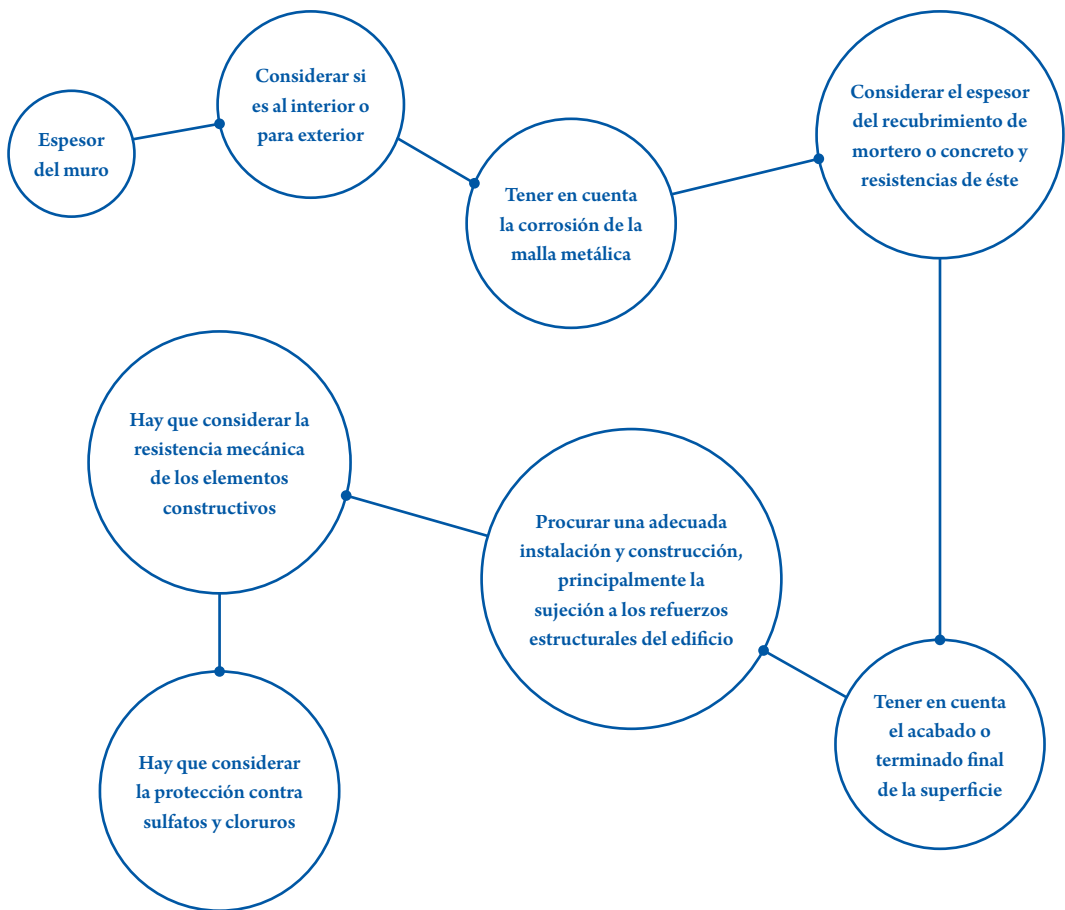 Espesor
del muro
Considerar si
es al interior o
para exterior
Tener en cuenta
la corrosión de la
malla metálica
Considerar el espesor
del recubrimiento de
mortero o concreto y
resistencias de éste
Tener en cuenta
el acabado o
terminado final
de la superficie
Procurar una adecuada
instalación y construcción,
principalmente la
sujeción a los refuerzos
estructurales del edificio
Hay que considerar la
resistencia mecánica
de los elementos
constructivos
Hay que considerar
la protección contra
sulfatos y cloruros